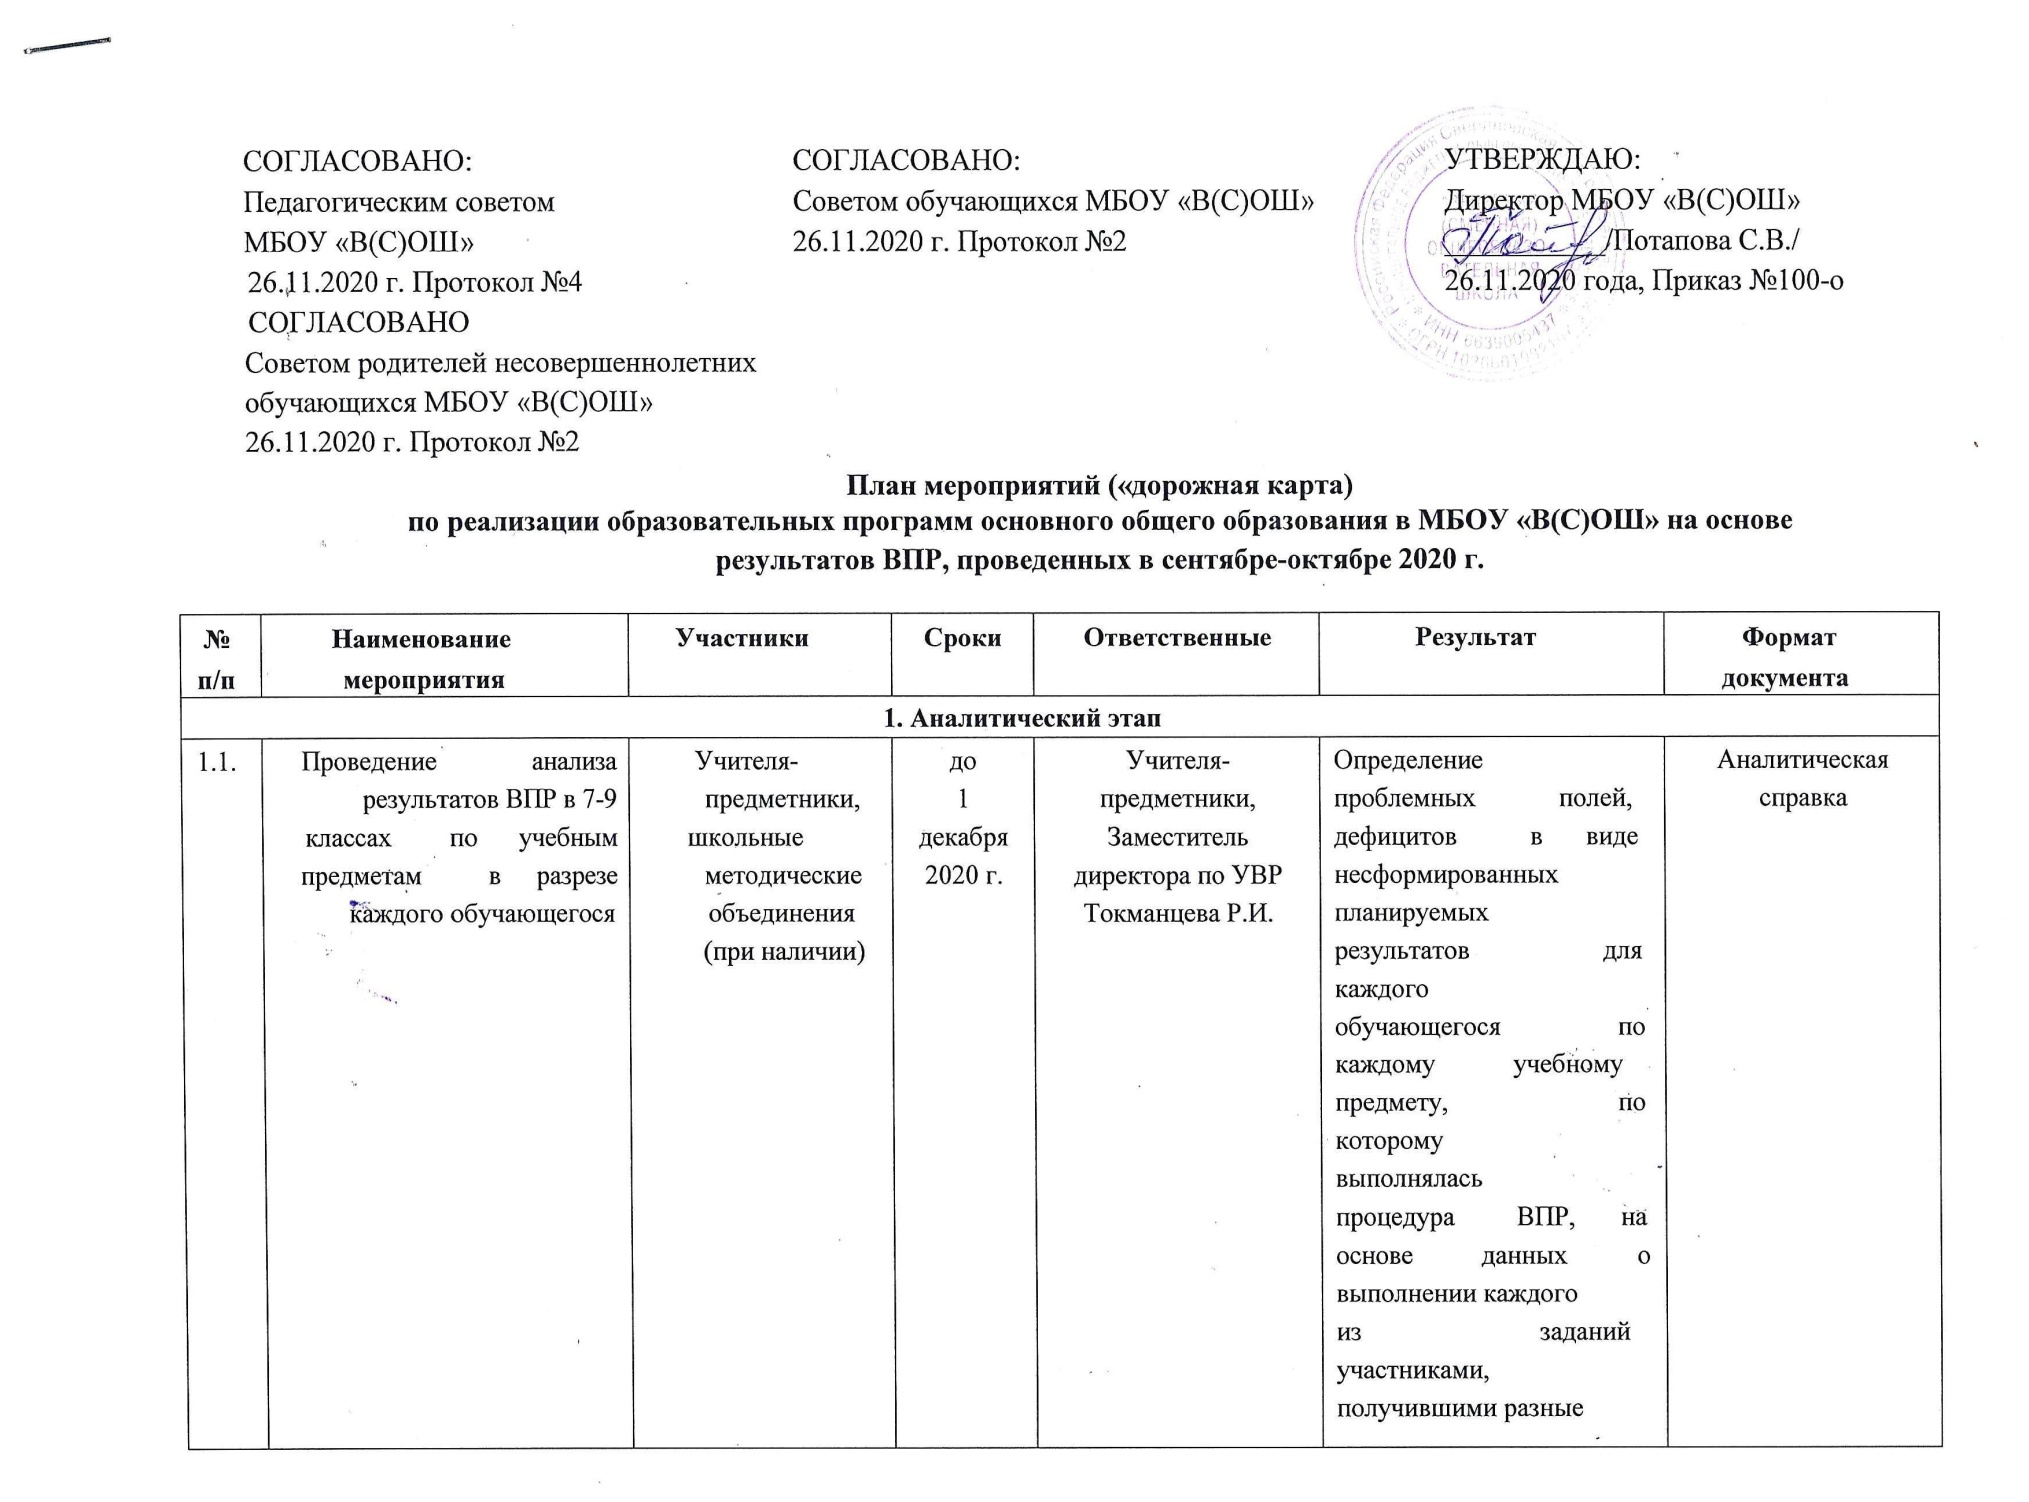 СОГЛАСОВАНО:
Педагогическим советом
МБОУ «В(С)ОШ»
26.11.2020 г. Протокол №4
СОГЛАСОВАНО
Советом родителей несовершеннолетних
обучающихся МБОУ «В(С)ОШ»
26.11.2020 г. Протокол №2
СОГЛАСОВАНО:
Советом обучающихся МБОУ «В(С)ОШ»
26.11.2020 г. Протокол №2
УТВЕРЖДАЮ:
Директор МБОУ «В(С)ОШ»
/Потапова С.В./
26.11.2020 года, Приказ №100-о
Российская Федерация
ШКОЛА
ИНН 6639005437
План мероприятий («дорожная карта)
по реализации образовательных программ основного общего образования в МБОУ «В(С)ОШ» на основе
результатов ВПР, проведенных в сентябре-октябре 2020 г.
№
п/п
Наименование
мероприятия
Участники
Сроки
Ответственные
Результат
Формат
документа
1. Аналитический этап
1.1.
Проведение анализа
результатов ВПР в 7-9
классах по учебным
предметам в разрезе
каждого обучающегося
Учителя-
предметники,
школьные
методические
объединения
(при наличии)
до
1
декабря
2020 г.
Учителя-
предметники,
Заместитель
директора по УВР
Токманцева Р.И.
Определение
проблемных полей,
дефицитов в виде
несформированных
планируемых
результатов для
каждого
обучающегося по
каждому учебному
предмету, по
которому
выполнялась
процедура ВПР, на
основе данных о
выполнении каждого
из заданий
участниками,
получившими разные
Аналитическая
справка